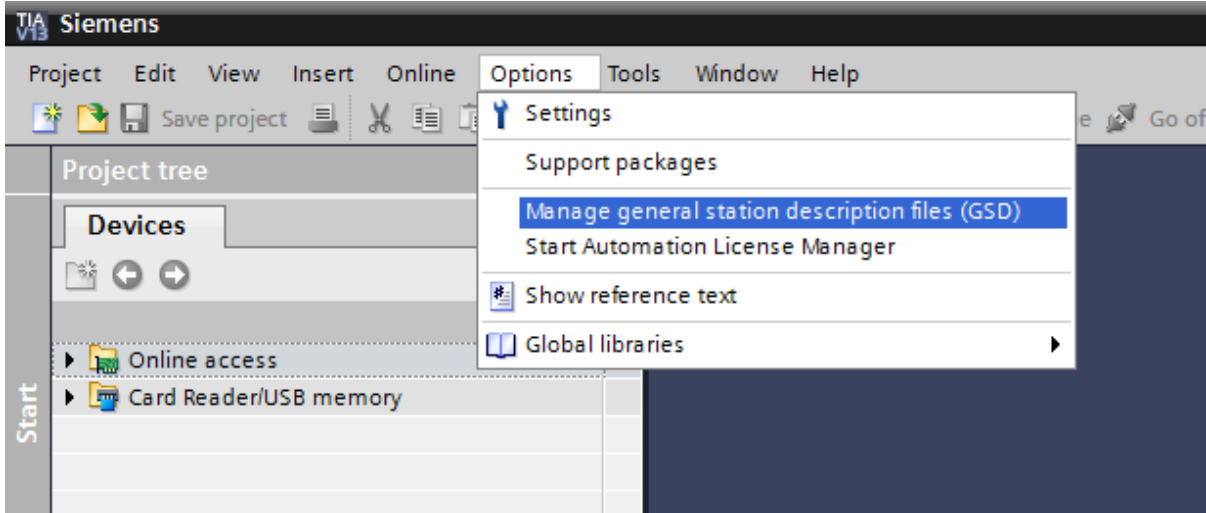 TIA V13 Siemens
Project Edit View Insert Online Options Tools Window Help
Save project
Settings
e Go of
Support packages
Project tree
Manage general station description files (GSD)
Devices
Start Automation License Manager
Show reference text
Global libraries
Online access
Card Reader/USB memory
Start